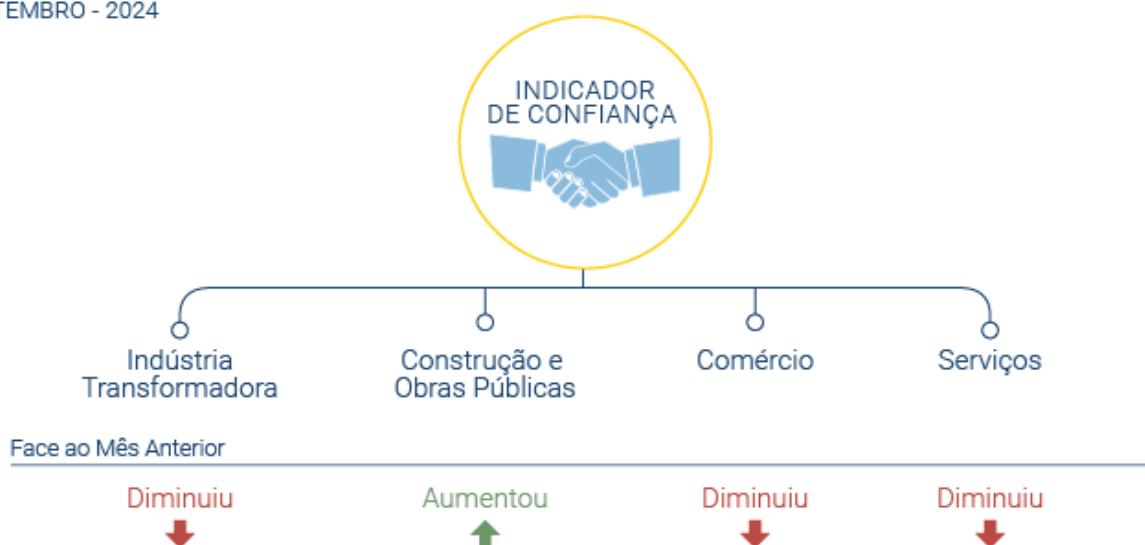 TEMBRO - 2024
INDICADOR
DE CONFIANÇA
Indústria
Transformadora
Construção e
Obras Públicas
Comércio
Serviços
Face ao Mês Anterior
Diminuiu
Aumentou
Diminuiu
Diminuiu